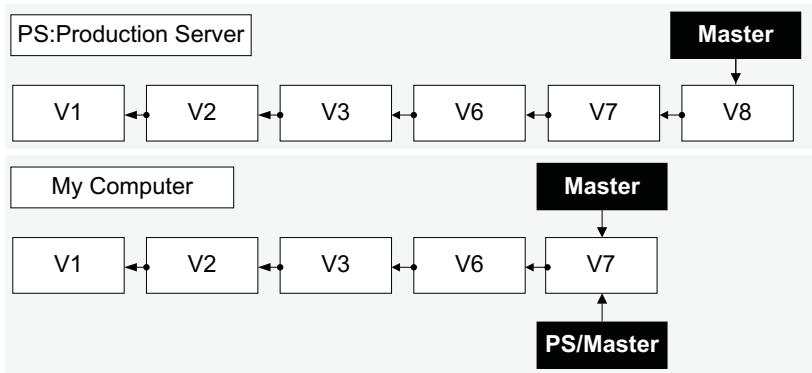 PS:Production Server
Master
V1 V2 V3 V6 V7 V8
My Computer
Master
V1 V2 V3 V6 V7
PS/Master